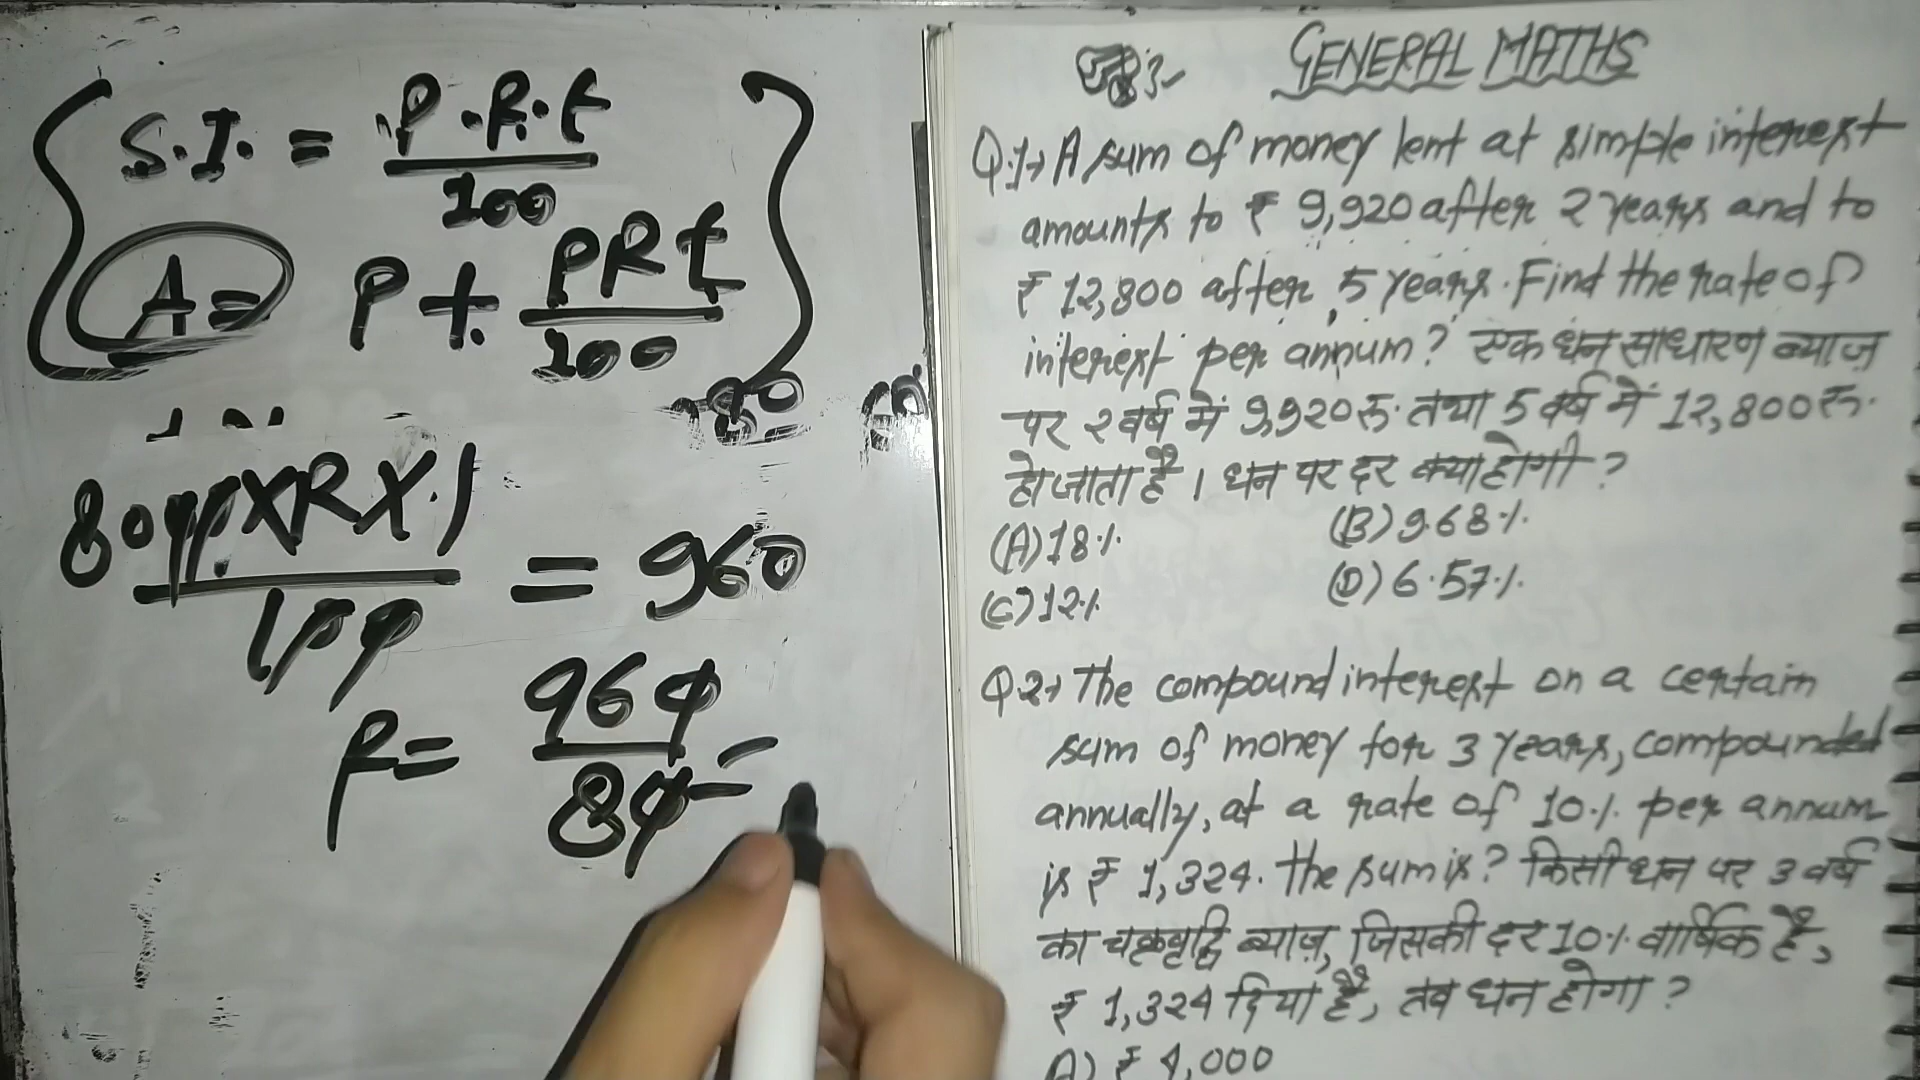 S.I. = P.R.t
100
A = P + PRt
100
8000XRX1
100
= 960
R = 960
80
=
GENERAL MATHS
Q.1→ A sum of money lent at simple interest
amounts to ₹ 9,920 after 2 years and to
₹ 12,800 after 5 years. Find the rate of
interest per annum? एक धन साधारण ब्याज़
पर २ वर्ष में 9,920 रु. तथा 5 वर्ष में 12,800 रु.
हो जाता है। धन पर दर क्या होगी ?
(A) 18%
(B) 9.68%
(C) 12%
(D) 6.57%
Q.2→ The compound interest on a certain
sum of money for 3 years, compounded
annually, at a rate of 10% per annum
is ₹ 1,324. the sum is? किसी धन पर 3 वर्ष
का चक्रवृद्धि ब्याज़, जिसकी दर 10% वार्षिक है,
₹ 1,324 दिया है, तब धन होगा ?
A) ₹ 4,000